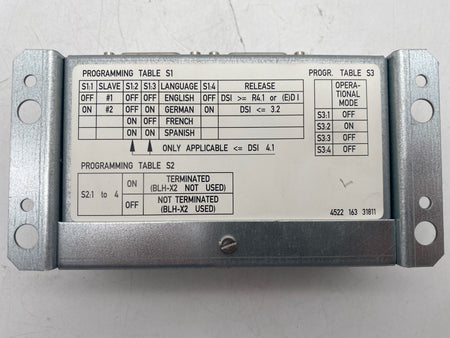 PROGRAMMING TABLE S1
S1:1 SLAVE S1:2 S1:3 LANGUAGE S1:4 RELEASE
OFF #1 OFF OFF ENGLISH OFF DSI >= R4.1 or (E)D I
ON #2 OFF ON GERMAN ON DSI <= 3.2
ON OFF FRENCH
ON ON SPANISH
ONLY APPLICABLE <= DSI 4.1
PROGRAMMING TABLE S2
S2:1 to 4 ON TERMINATED
(BLH-X2 NOT USED)
OFF NOT TERMINATED
(BLH-X2 USED)
PROGR. TABLE S3
OPERA-
TIONAL
MODE
S3:1 OFF
S3:2 ON
S3:3 OFF
S3:4 OFF
4522 163 31811